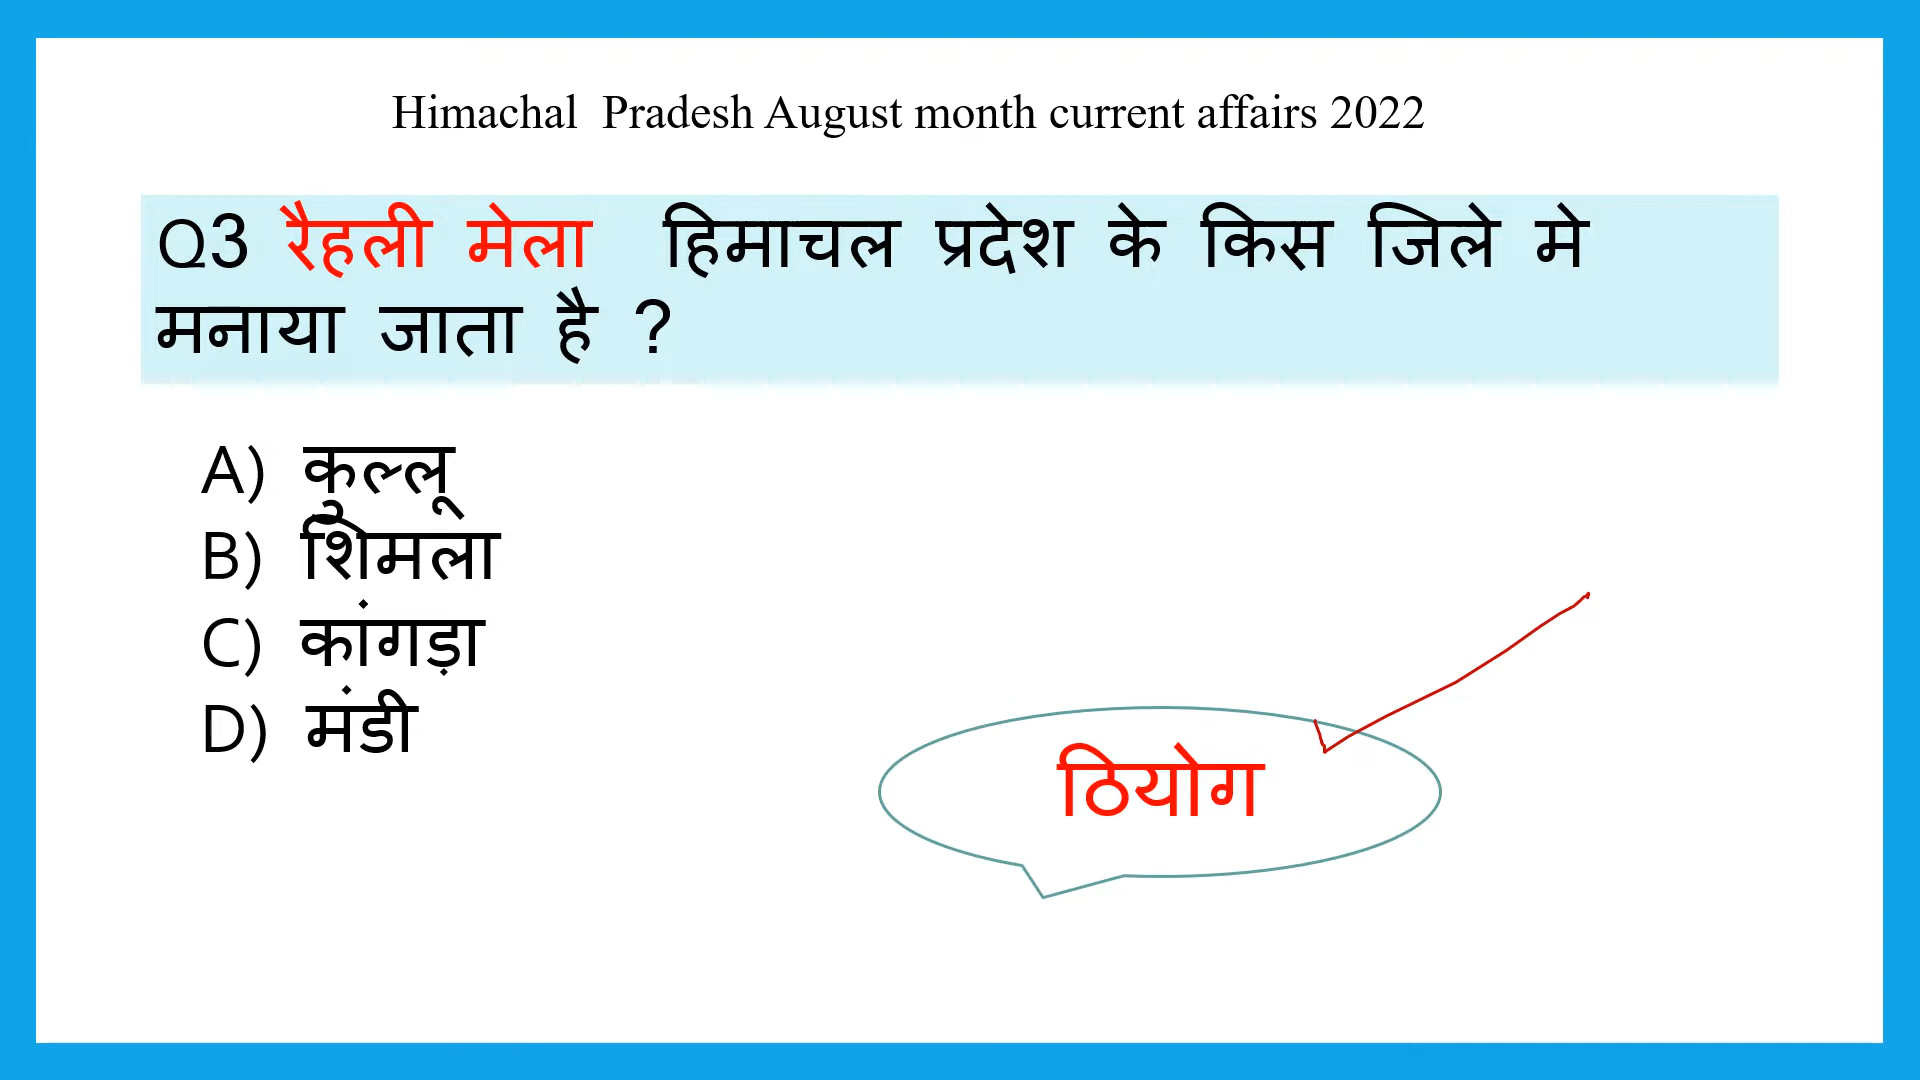 Himachal Pradesh August month current affairs 2022
Q3 रैहली मेला हिमाचल प्रदेश के किस जिले मे
मनाया जाता है ?
A) कुल्लू
B) शिमला
C) कांगड़ा
D) मंडी
ठियोग